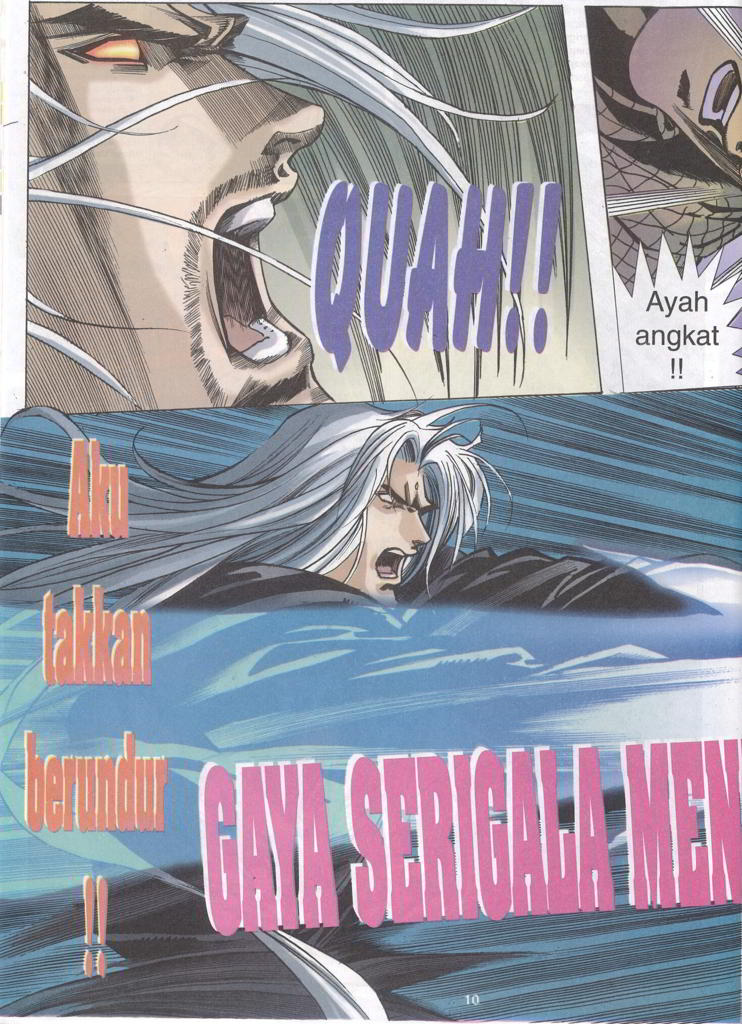 QUAH!!
Ayah
angkat
!!
Aku
takkan
berundur
!!
GAYA SERIGALA MEN
10